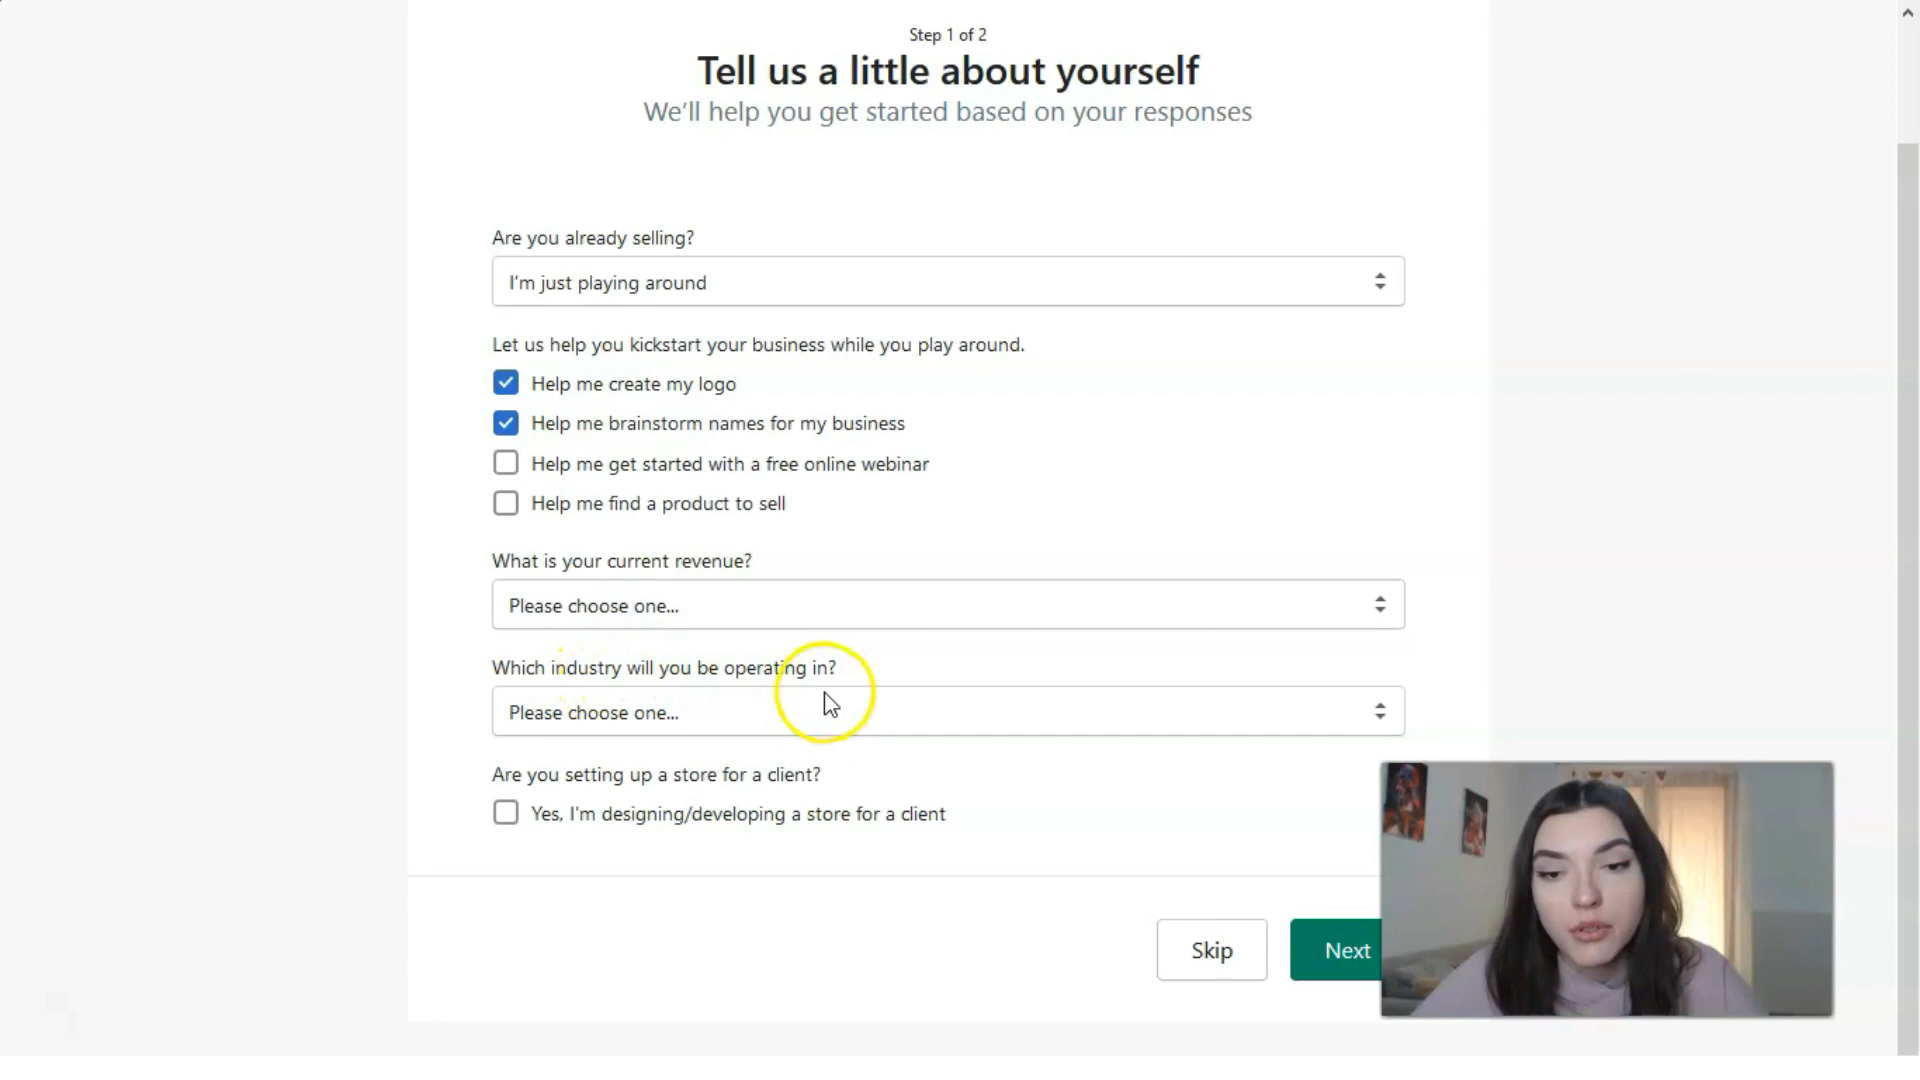 Step 1 of 2
Tell us a little about yourself
We'll help you get started based on your responses
Are you already selling?
I'm just playing around
Let us help you kickstart your business while you play around.
Help me create my logo
Help me brainstorm names for my business
Help me get started with a free online webinar
Help me find a product to sell
What is your current revenue?
Please choose one...
Which industry will you be operating in?
Please choose one...
Are you setting up a store for a client?
Yes, I'm designing/developing a store for a client
Skip
Next